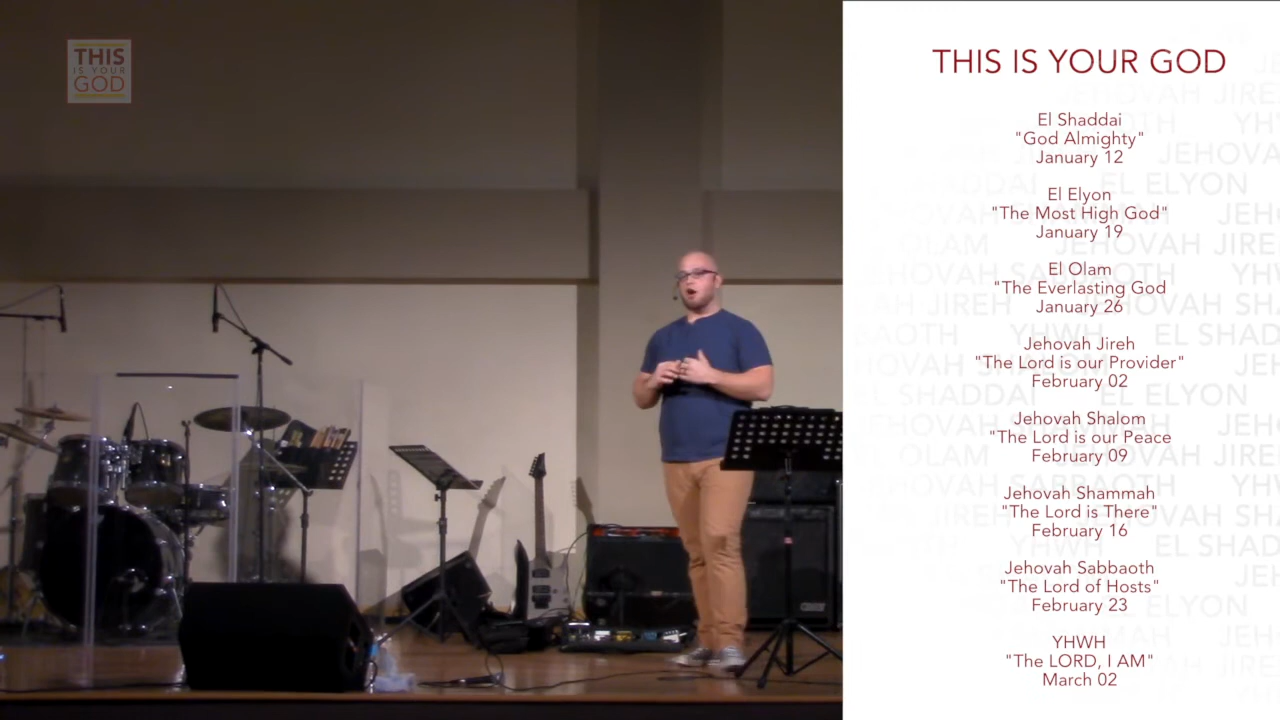 THIS
IS YOUR
GOD
THIS IS YOUR GOD
El Shaddai
"God Almighty"
January 12
El Elyon
"The Most High God"
January 19
El Olam
"The Everlasting God
January 26
Jehovah Jireh
"The Lord is our Provider"
February 02
Jehovah Shalom
"The Lord is our Peace
February 09
Jehovah Shammah
"The Lord is There"
February 16
Jehovah Sabbaoth
"The Lord of Hosts"
February 23
YHWH
"The LORD, I AM"
March 02